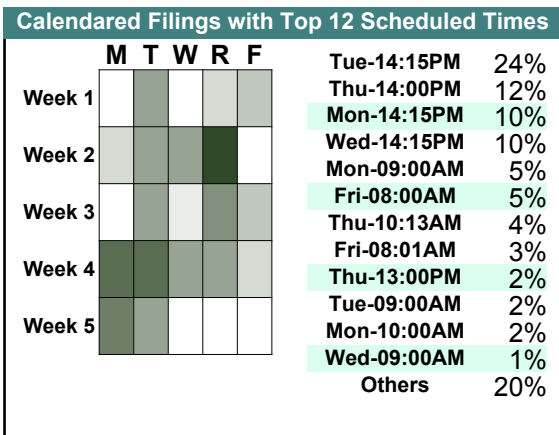 Calendared Filings with Top 12 Scheduled Times
M T W R F
Week 1
Week 2
Week 3
Week 4
Week 5
Tue-14:15PM 24%
Thu-14:00PM 12%
Mon-14:15PM 10%
Wed-14:15PM 10%
Mon-09:00AM 5%
Fri-08:00AM 5%
Thu-10:13AM 4%
Fri-08:01AM 3%
Thu-13:00PM 2%
Tue-09:00AM 2%
Mon-10:00AM 2%
Wed-09:00AM 1%
Others 20%